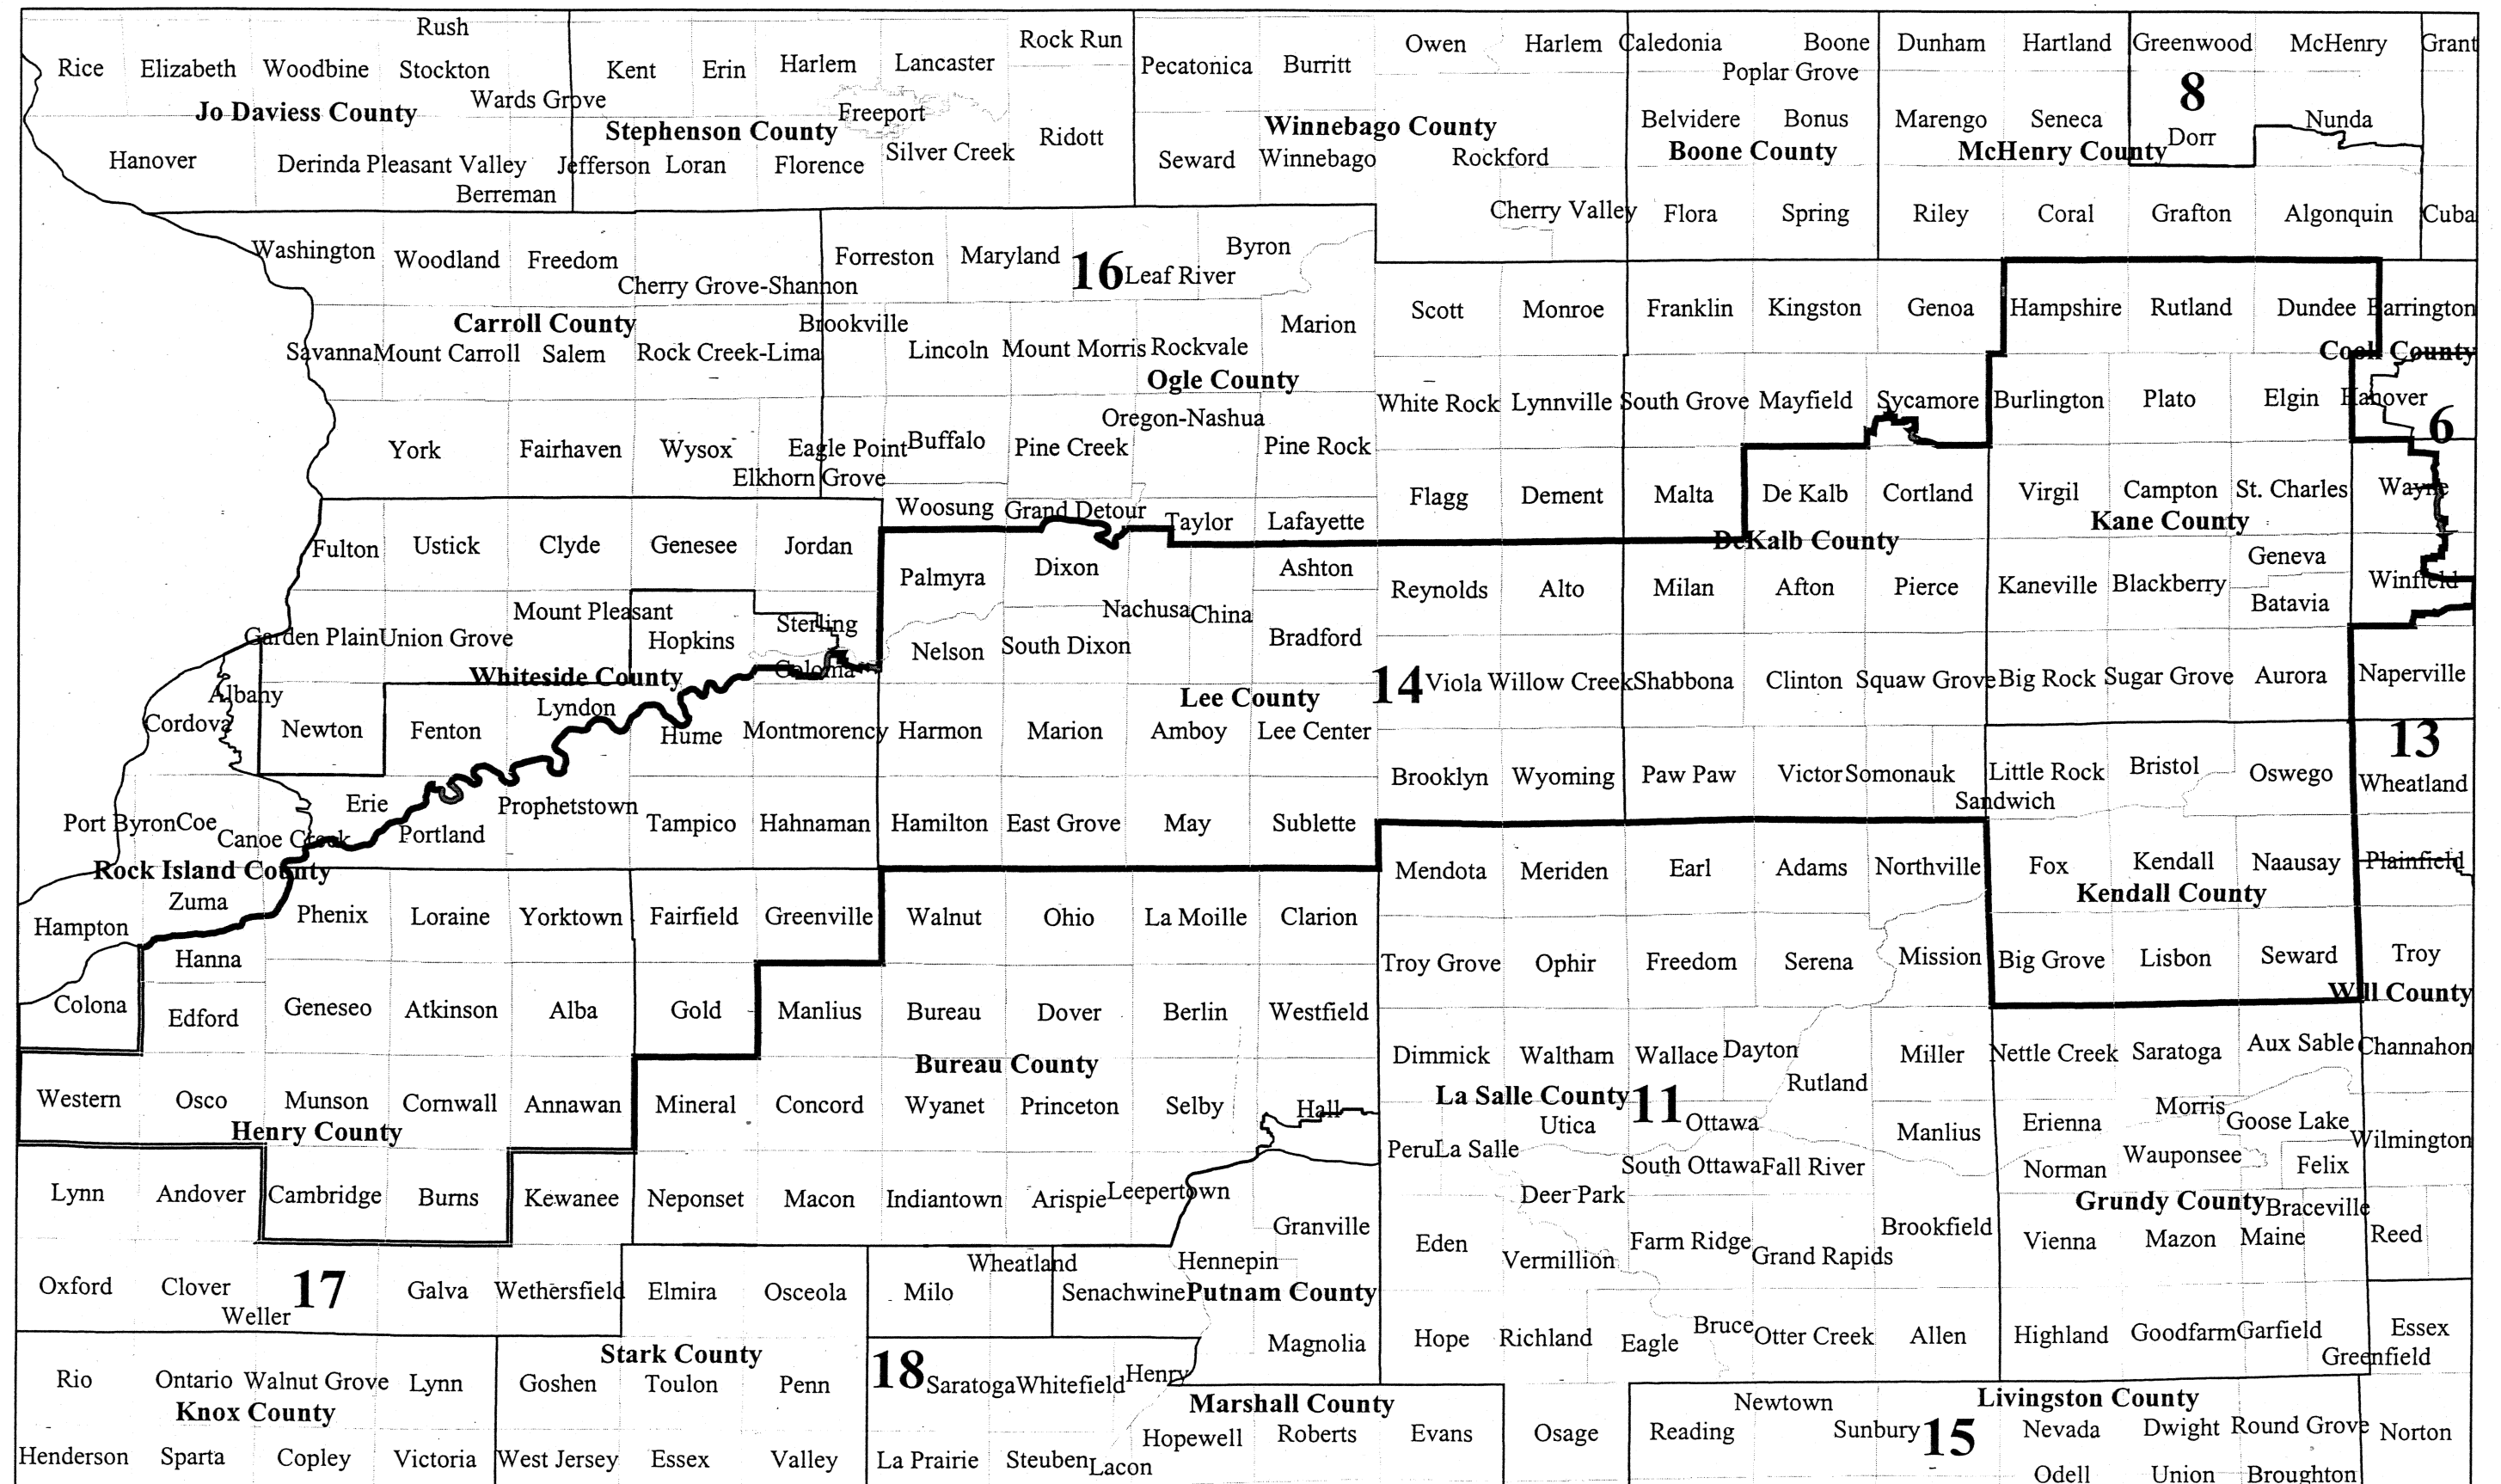 Rush
Rice Elizabeth Woodbine Stockton
Wards Grove
Jo Daviess County
Hanover Derinda Pleasant Valley
Berreman
Rock Run
Kent Erin Harlem Lancaster
Freeport
Stephenson County
Jefferson Loran Florence Silver Creek Ridott
Pecatonica Burritt Owen Harlem
Winnebago County
Seward Winnebago Rockford
Cherry Valley
Caledonia Boone
Poplar Grove
Belvidere Bonus
Boone County
Flora Spring
Dunham Hartland Greenwood McHenry Grant
8
Marengo Seneca Dorr Nunda
McHenry County
Riley Coral Grafton Algonquin Cuba
Washington Woodland Freedom
Cherry Grove-Shannon
Carroll County
Savanna Mount Carroll Salem Rock Creek-Lima
York Fairhaven Wysox Eagle Point
Elkhorn Grove
Forreston Maryland 16 Leaf River Byron
Brookville Lincoln Mount Morris Rockvale Marion
Ogle County
Oregon-Nashua
Buffalo Pine Creek Pine Rock
Woosung Grand Detour Taylor Lafayette
Scott Monroe Franklin Kingston Genoa Hampshire Rutland Dundee Barrington
Cook County
White Rock Lynnville South Grove Mayfield Sycamore Burlington Plato Elgin Hanover
6
Flagg Dement Malta De Kalb Cortland Virgil Campton St. Charles Wayne
Kane County
DeKalb County
Geneva
Reynolds Alto Milan Afton Pierce Kaneville Blackberry Batavia Winfield
Fulton Ustick Clyde Genesee Jordan
Mount Pleasant
Garden Plain Union Grove Hopkins Sterling
Whiteside County Coloma
Albany Lyndon
Cordova Newton Fenton Hume Montmorency
Erie Prophetstown
Port Byron Coe Canoe Creek Portland Tampico Hahnaman
Rock Island County
Zuma
Hampton
Palmyra Dixon Ashton
Nachusa China
Nelson South Dixon Bradford
Lee County
14 Viola Willow Creek Shabbona Clinton Squaw Grove Big Rock Sugar Grove Aurora Naperville
Harmon Marion Amboy Lee Center
13
Brooklyn Wyoming Paw Paw Victor Somonauk Little Rock Bristol Oswego Wheatland
Sandwich
Hamilton East Grove May Sublette
Mendota Meriden Earl Adams Northville Fox Kendall Naausay Plainfield
Kendall County
Phenix Loraine Yorktown Fairfield Greenville Walnut Ohio La Moille Clarion
Hanna
Troy Grove Ophir Freedom Serena Mission Big Grove Lisbon Seward Troy
Will County
Colona Edford Geneseo Atkinson Alba Gold Manlius Bureau Dover Berlin Westfield
Bureau County
Dimmick Waltham Wallace Dayton Miller Nettle Creek Saratoga Aux Sable Channahon
Rutland
La Salle County 11
Western Osco Munson Cornwall Annawan Mineral Concord Wyanet Princeton Selby Hall
Henry County
Utica Ottawa Manlius Erienna Morris Goose Lake Wilmington
Peru La Salle South Ottawa Fall River Norman Wauponsee Felix
Grundy County Braceville
Lynn Andover Cambridge Burns Kewanee Neponset Macon Indiantown Arispie Leepertown
Deer Park
Granville
Eden Vermillion Farm Ridge Grand Rapids Brookfield Vienna Mazon Maine Reed
Oxford Clover 17 Galva Wethersfield Elmira Osceola Milo Wheatland Hennepin
Weller
Senachwine Putnam County
Magnolia
Hope Richland Eagle Bruce Otter Creek Allen Highland Goodfarm Garfield Essex
Greenfield
Stark County
Rio Ontario Walnut Grove Lynn Goshen Toulon Penn
18 Saratoga Whitefield Henry
Knox County
Marshall County
Henderson Sparta Copley Victoria West Jersey Essex Valley La Prairie Steuben Lacon
Hopewell Roberts Evans Osage
Livingston County
Newtown
Reading Sunbury 15 Nevada Dwight Round Grove Norton
Odell Union Broughton